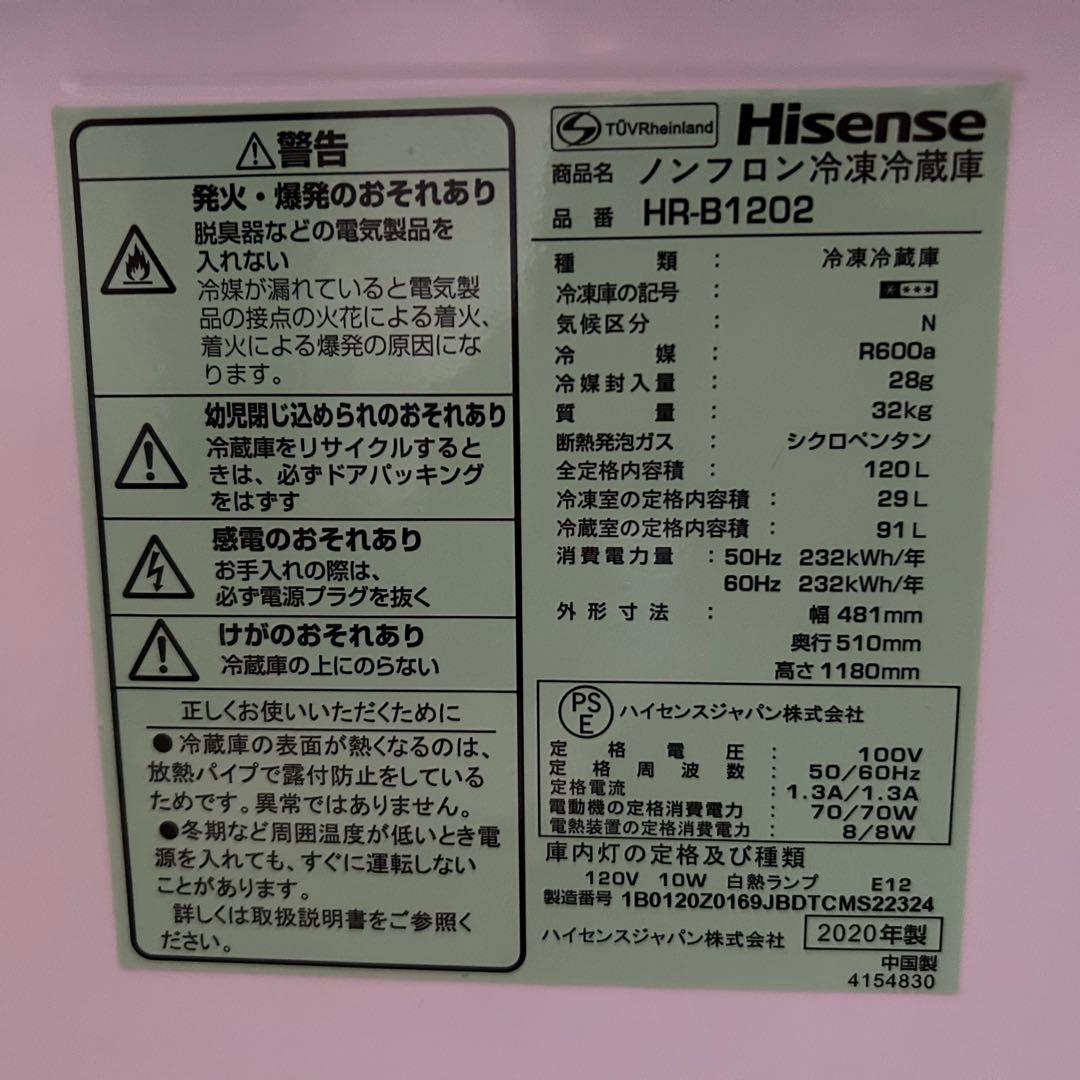 ⚠警告
発火・爆発のおそれあり
脱臭器などの電気製品を
入れない
冷媒が漏れていると電気製
品の接点の火花による着火、
着火による爆発の原因にな
ります。
幼児閉じ込められのおそれあり
冷蔵庫をリサイクルすると
きは、必ずドアパッキング
をはずす
感電のおそれあり
お手入れの際は、
必ず電源プラグを抜く
けがのおそれあり
冷蔵庫の上にのらない
正しくお使いいただくために
●冷蔵庫の表面が熱くなるのは、
放熱パイプで露付防止をしている
ためです。異常ではありません。
●冬期など周囲温度が低いとき電
源を入れても、すぐに運転しない
ことがあります。
詳しくは取扱説明書をご参照く
ださい。
TÜVRheinland Hisense
商品名 ノンフロン冷凍冷蔵庫
品番 HR-B1202
種類 : 冷凍冷蔵庫
冷凍庫の記号 : ****
気候区分 : N
冷媒 : R600a
冷媒封入量 : 28g
質量 : 32kg
断熱発泡ガス : シクロペンタン
全定格内容積 : 120L
冷凍室の定格内容積 : 29L
冷蔵室の定格内容積 : 91L
消費電力量 : 50Hz 232kWh/年
60Hz 232kWh/年
外形寸法 : 幅481mm
奥行510mm
高さ1180mm
PSE ハイセンスジャパン株式会社
定格電圧 : 100V
定格周波数 : 50/60Hz
定格電流 : 1.3A/1.3A
電動機の定格消費電力 : 70/70W
電熱装置の定格消費電力 : 8/8W
庫内灯の定格及び種類
120V 10W 白熱ランプ E12
製造番号 1B0120Z0169JBDTCMS22324
ハイセンスジャパン株式会社 2020年製
中国製
4154830